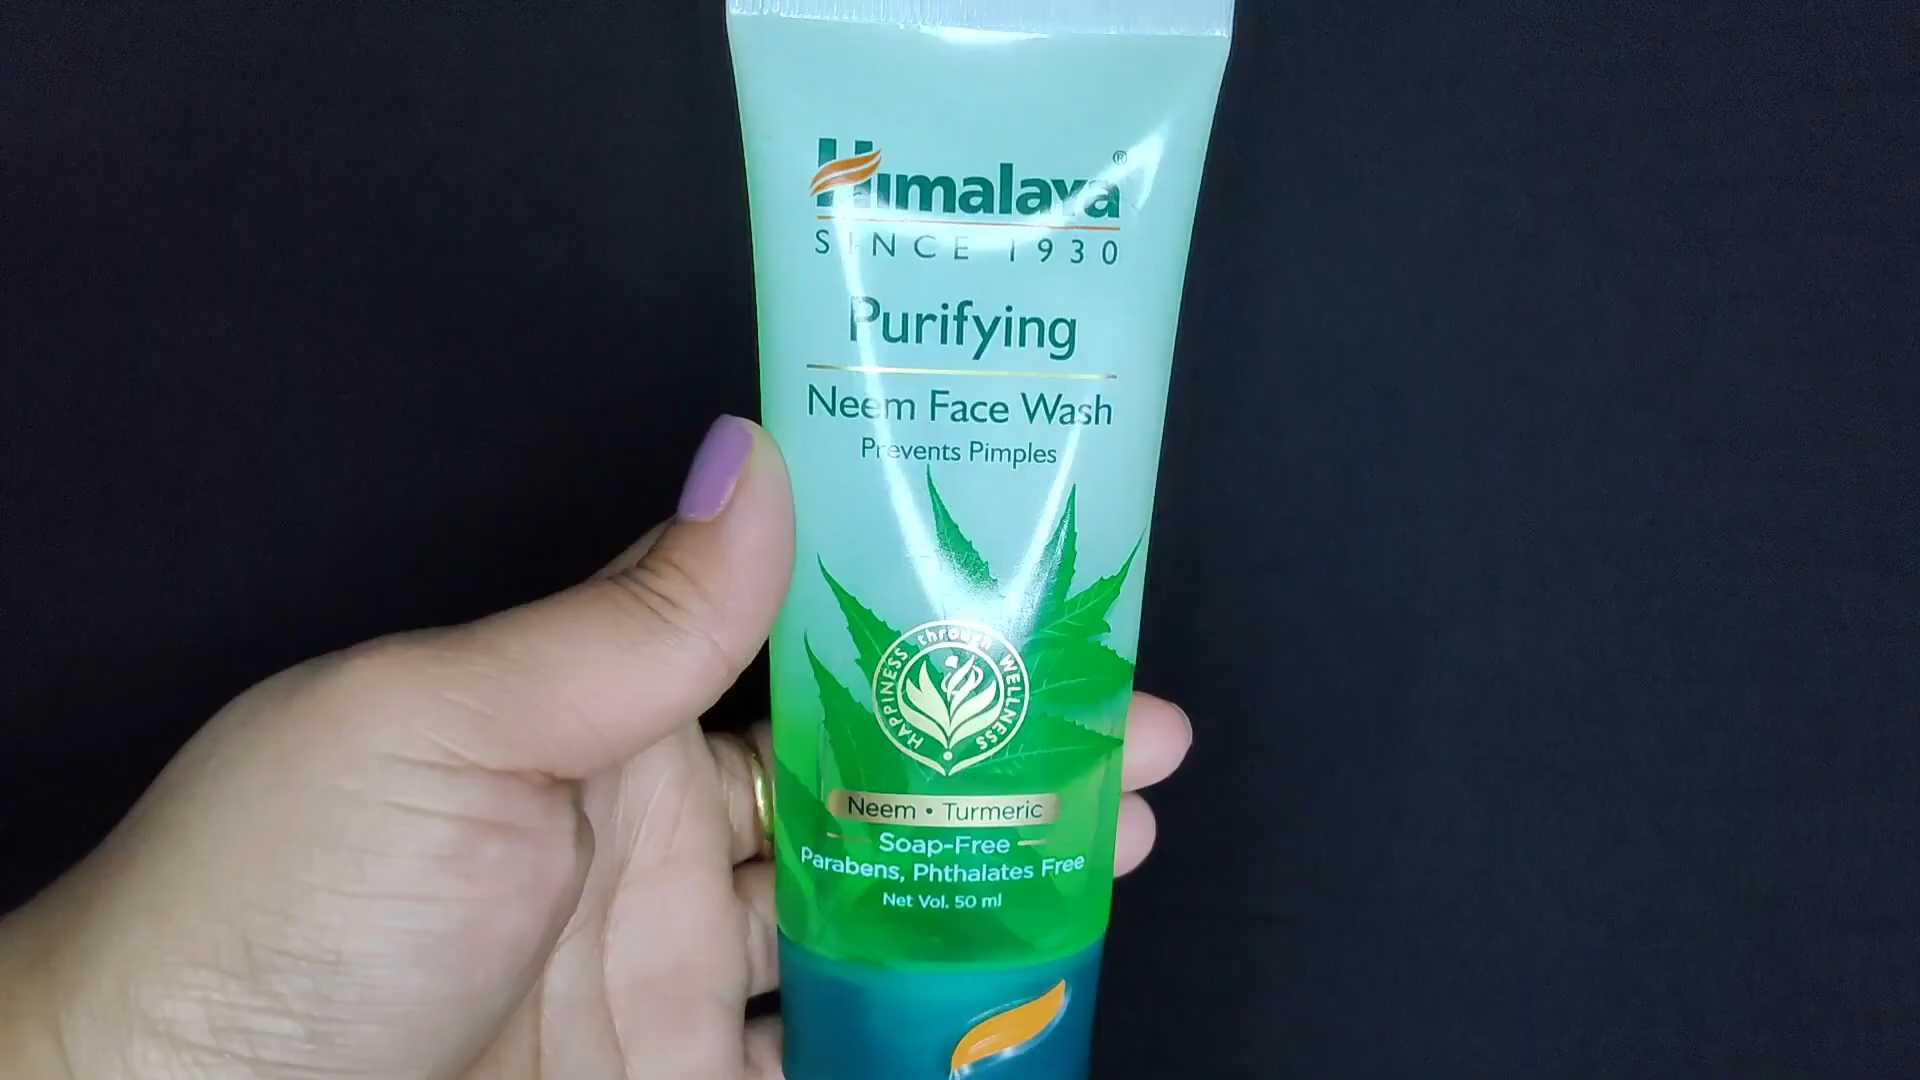 Himalaya®
SINCE 1930
Purifying
Neem Face Wash
Prevents Pimples
HAPPINESS through WELLNESS
Neem • Turmeric
Soap-Free
Parabens, Phthalates Free
Net Vol. 50 ml